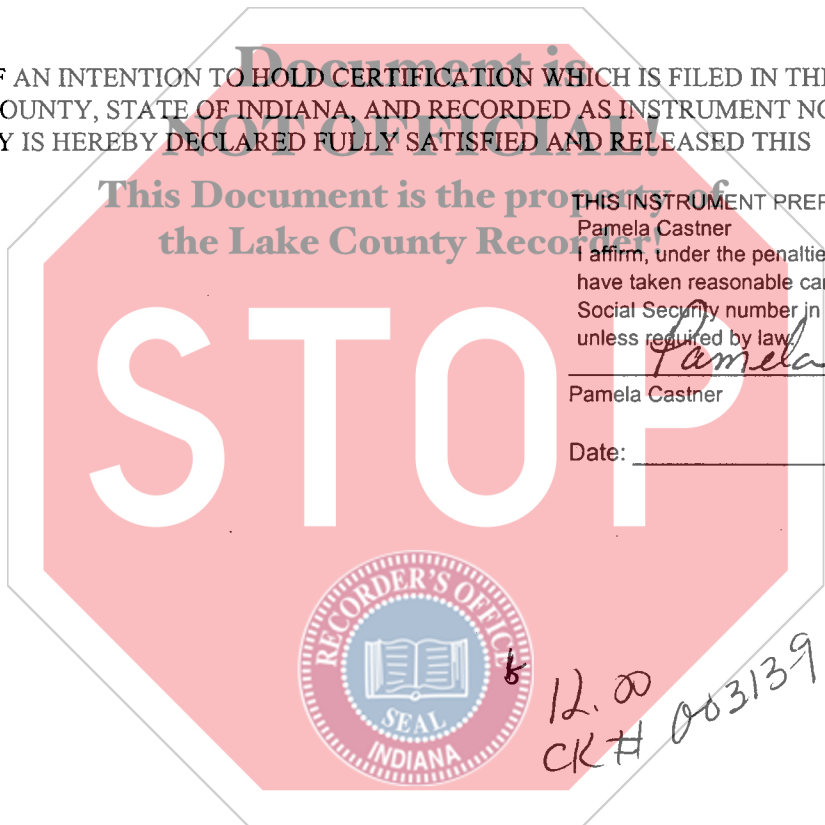 Document is
F AN INTENTION TO HOLD CERTIFICATION WHICH IS FILED IN THE
OUNTY, STATE OF INDIANA, AND RECORDED AS INSTRUMENT NO
NOT OFFICIAL!
Y IS HEREBY DECLARED FULLY SATISFIED AND RELEASED THIS
This Document is the property of
the Lake County Recorder!
THIS INSTRUMENT PREP
Pamela Castner
I affirm, under the penaltie
have taken reasonable car
Social Security number in
unless required by law.
Pamela
Pamela Castner
Date:
STOP
RECORDER'S OFFICE
SEAL
INDIANA
12.00
CK# 003139